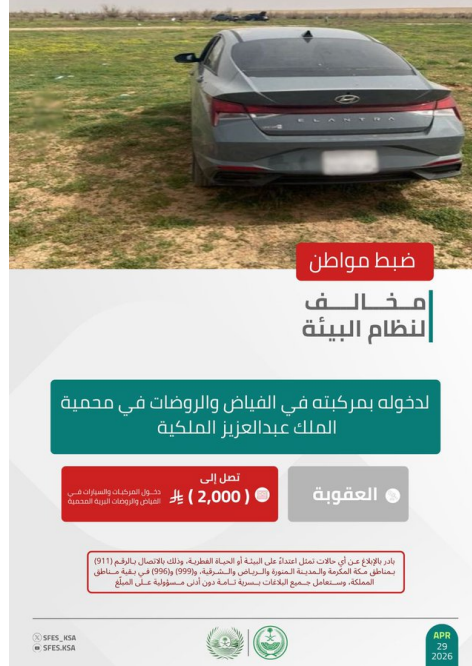 ELANTRA
ضبط مواطن
مخالف
لنظام البيئة
لدخوله بمركبته في الفياض والروضات في محمية
الملك عبدالعزيز الملكية
العقوبة
تصل إلى
(2,000)
دخول المركبات والسيارات في
الفياض والروضات البرية المحمية
بادر بالإبلاغ عن أي حالات تمثل اعتداءً على البيئة أو الحياة الفطرية، وذلك بالاتصال بالرقم (911)
بمناطق مكة المكرمة والمدينة المنورة والرياض والشرقية، و(999) و(996) في بقية مناطق
المملكة، وستعامل جميع البلاغات بسرية تامة دون أدنى مسؤولية على المبلّغ
SFES_KSA
SFES.KSA
APR
29
2026